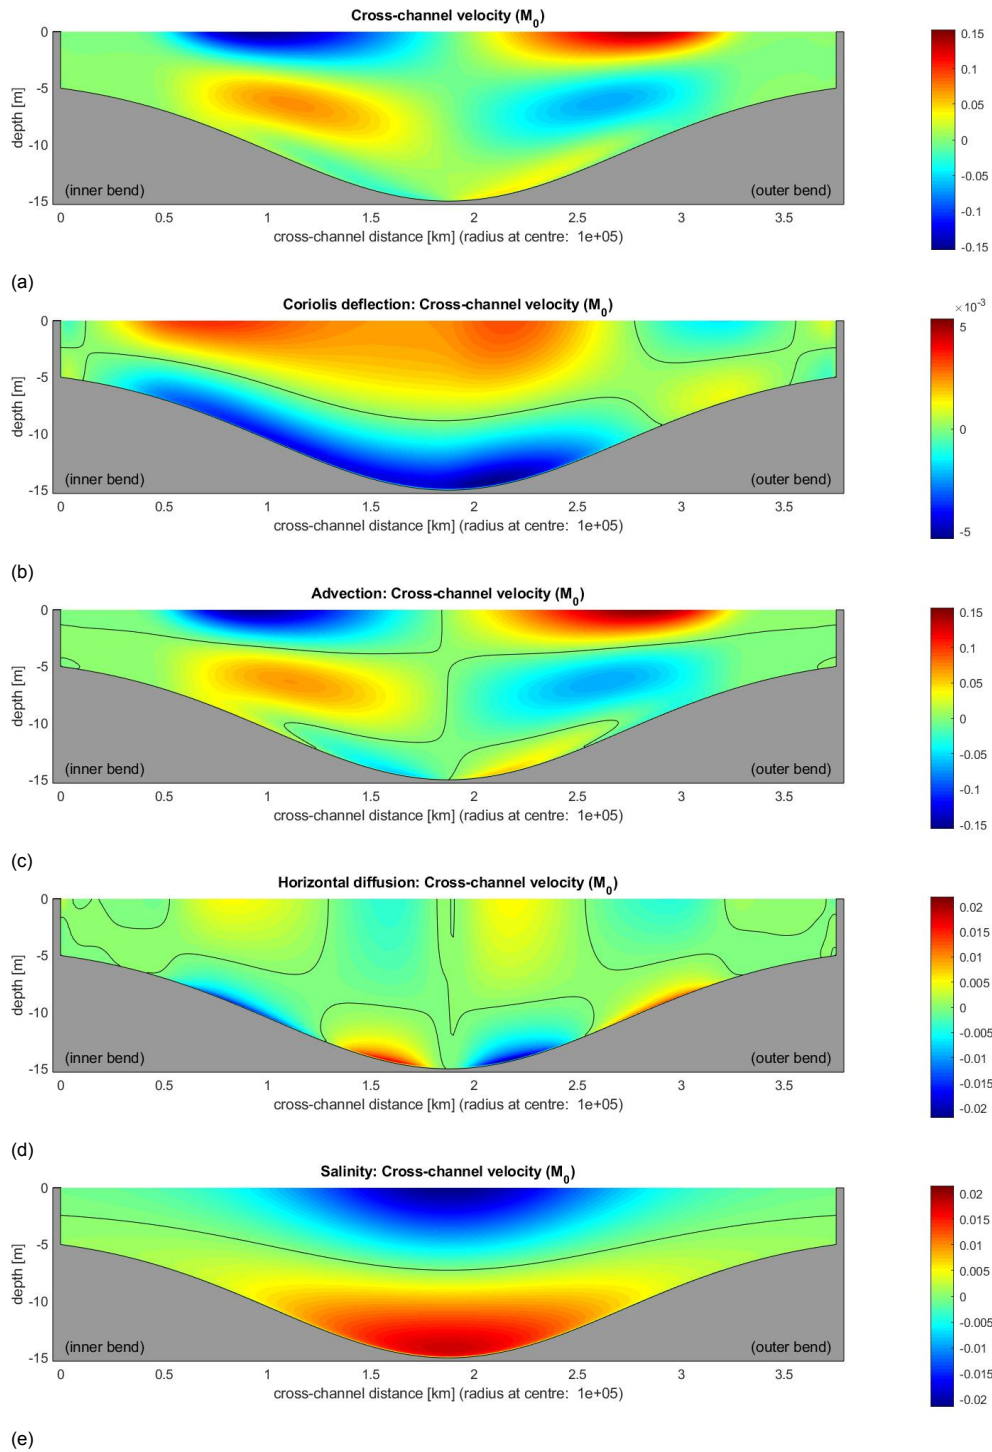 Cross-channel velocity (M0)
0
-5
-10
-15
depth [m]
(inner bend)
(outer bend)
0 0.5 1 1.5 2 2.5 3 3.5
cross-channel distance [km] (radius at centre: 1e+05)
0.15
0.1
0.05
0
-0.05
-0.1
-0.15
(a)
Coriolis deflection: Cross-channel velocity (M0)
0
-5
-10
-15
depth [m]
(inner bend)
(outer bend)
0 0.5 1 1.5 2 2.5 3 3.5
cross-channel distance [km] (radius at centre: 1e+05)
×10-3
5
0
-5
(b)
Advection: Cross-channel velocity (M0)
0
-5
-10
-15
depth [m]
(inner bend)
(outer bend)
0 0.5 1 1.5 2 2.5 3 3.5
cross-channel distance [km] (radius at centre: 1e+05)
0.15
0.1
0.05
0
-0.05
-0.1
-0.15
(c)
Horizontal diffusion: Cross-channel velocity (M0)
0
-5
-10
-15
depth [m]
(inner bend)
(outer bend)
0 0.5 1 1.5 2 2.5 3 3.5
cross-channel distance [km] (radius at centre: 1e+05)
0.02
0.015
0.01
0.005
0
-0.005
-0.01
-0.015
-0.02
(d)
Salinity: Cross-channel velocity (M0)
0
-5
-10
-15
depth [m]
(inner bend)
(outer bend)
0 0.5 1 1.5 2 2.5 3 3.5
cross-channel distance [km] (radius at centre: 1e+05)
0.02
0.015
0.01
0.005
0
-0.005
-0.01
-0.015
-0.02
(e)